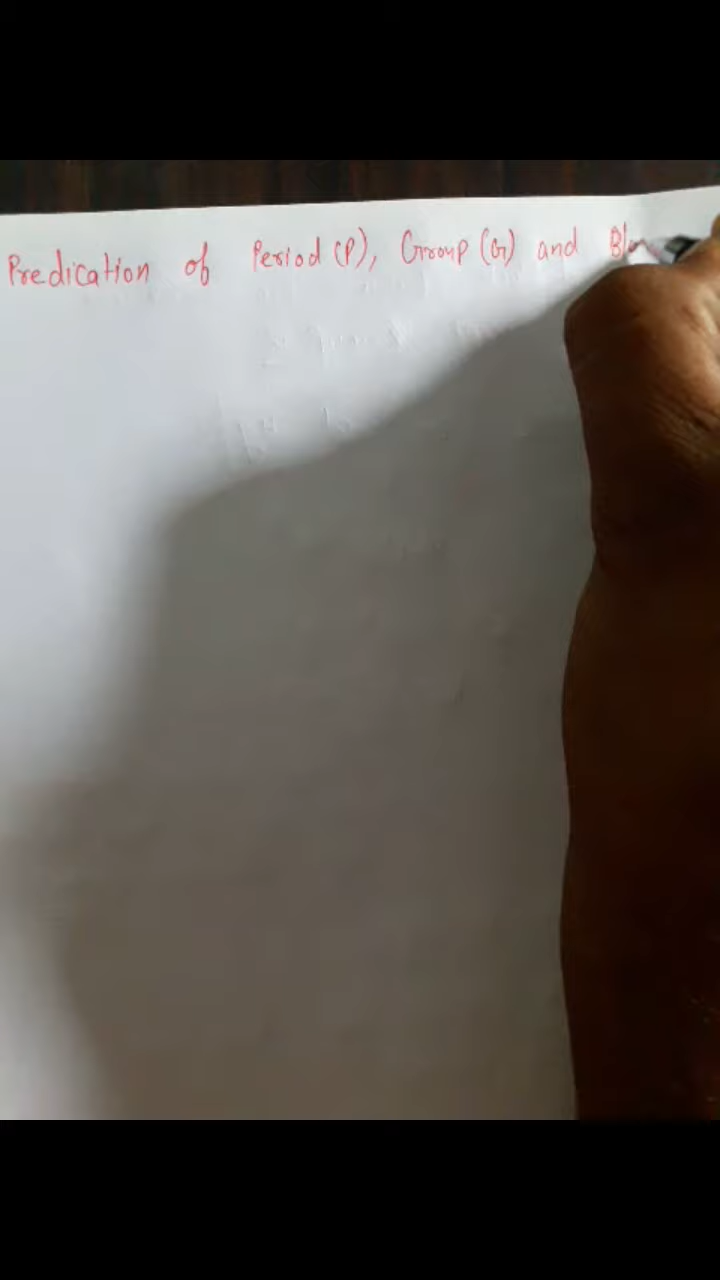 Predication of Period (P), Group (G) and